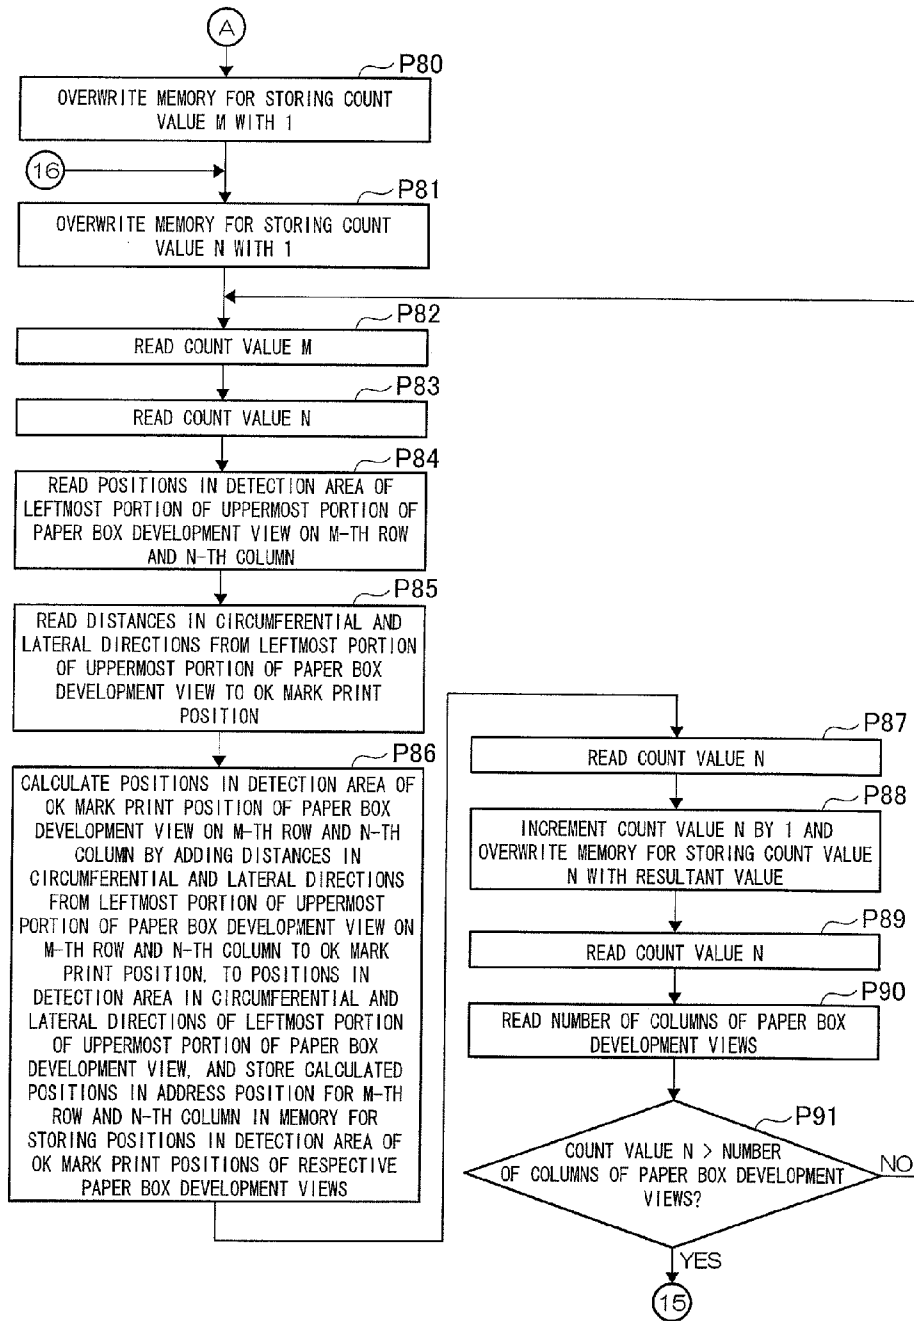 A
P80
OVERWRITE MEMORY FOR STORING COUNT
VALUE M WITH 1
16
P81
OVERWRITE MEMORY FOR STORING COUNT
VALUE N WITH 1
P82
READ COUNT VALUE M
P83
READ COUNT VALUE N
P84
READ POSITIONS IN DETECTION AREA OF
LEFTMOST PORTION OF UPPERMOST PORTION OF
PAPER BOX DEVELOPMENT VIEW ON M-TH ROW
AND N-TH COLUMN
P85
READ DISTANCES IN CIRCUMFERENTIAL AND
LATERAL DIRECTIONS FROM LEFTMOST PORTION
OF UPPERMOST PORTION OF PAPER BOX
DEVELOPMENT VIEW TO OK MARK PRINT
POSITION
P86
CALCULATE POSITIONS IN DETECTION AREA OF
OK MARK PRINT POSITION OF PAPER BOX
DEVELOPMENT VIEW ON M-TH ROW AND N-TH
COLUMN BY ADDING DISTANCES IN
CIRCUMFERENTIAL AND LATERAL DIRECTIONS
FROM LEFTMOST PORTION OF UPPERMOST
PORTION OF PAPER BOX DEVELOPMENT VIEW ON
M-TH ROW AND N-TH COLUMN TO OK MARK
PRINT POSITION, TO POSITIONS IN
DETECTION AREA IN CIRCUMFERENTIAL AND
LATERAL DIRECTIONS OF LEFTMOST PORTION
OF UPPERMOST PORTION OF PAPER BOX
DEVELOPMENT VIEW, AND STORE CALCULATED
POSITIONS IN ADDRESS POSITION FOR M-TH
ROW AND N-TH COLUMN IN MEMORY FOR
STORING POSITIONS IN DETECTION AREA OF
OK MARK PRINT POSITIONS OF RESPECTIVE
PAPER BOX DEVELOPMENT VIEWS
P87
READ COUNT VALUE N
P88
INCREMENT COUNT VALUE N BY 1 AND
OVERWRITE MEMORY FOR STORING COUNT VALUE
N WITH RESULTANT VALUE
P89
READ COUNT VALUE N
P90
READ NUMBER OF COLUMNS OF PAPER BOX
DEVELOPMENT VIEWS
P91
COUNT VALUE N > NUMBER
OF COLUMNS OF PAPER BOX DEVELOPMENT
VIEWS?
NO
YES
15